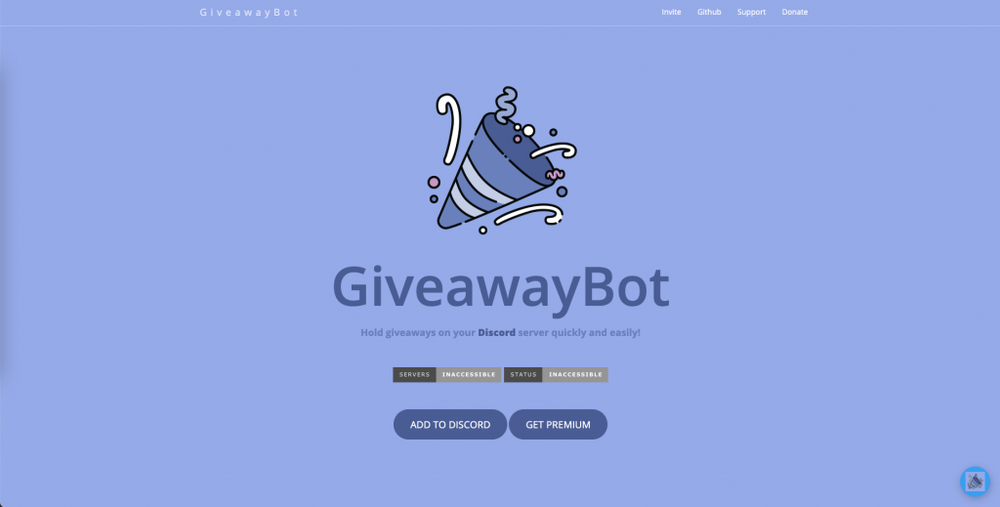 GiveawayBot
Invite Github Support Donate
GiveawayBot
Hold giveaways on your Discord server quickly and easily!
SERVERS INACCESSIBLE STATUS INACCESSIBLE
ADD TO DISCORD GET PREMIUM